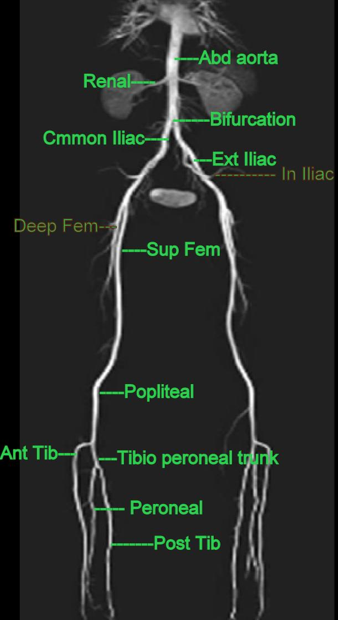 Abd aorta
Renal
Bifurcation
Cmmon Iliac
Ext Iliac
In Iliac
Deep Fem
Sup Fem
Popliteal
Ant Tib
Tibio peroneal trunk
Peroneal
Post Tib